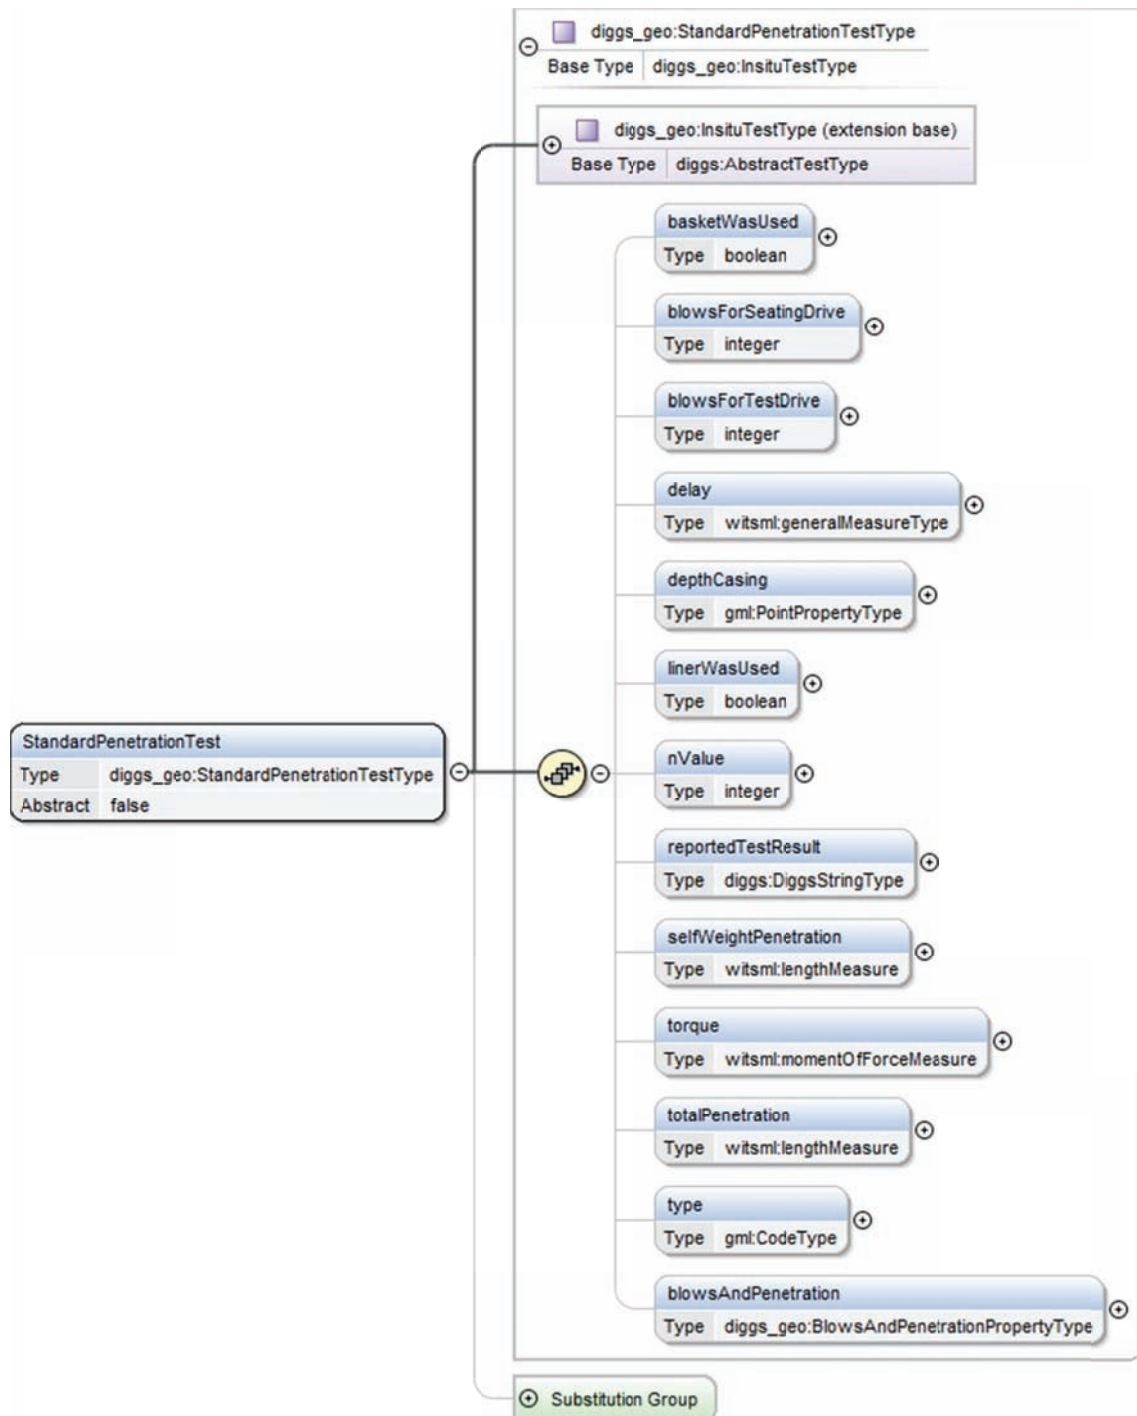 diggs_geo:StandardPenetrationTestType
Base Type diggs_geo:InsituTestType
diggs_geo:InsituTestType (extension base)
Base Type diggs:AbstractTestType
basketWasUsed
Type boolean
blowsForSeatingDrive
Type integer
blowsForTestDrive
Type integer
delay
Type witsml:generalMeasureType
depthCasing
Type gml:PointPropertyType
linerWasUsed
Type boolean
StandardPenetrationTest
Type diggs_geo:StandardPenetrationTestType
Abstract false
nValue
Type integer
reportedTestResult
Type diggs:DiggsStringType
selfWeightPenetration
Type witsml:lengthMeasure
torque
Type witsml:momentOfForceMeasure
totalPenetration
Type witsml:lengthMeasure
type
Type gml:CodeType
blowsAndPenetration
Type diggs_geo:BlowsAndPenetrationPropertyType
Substitution Group